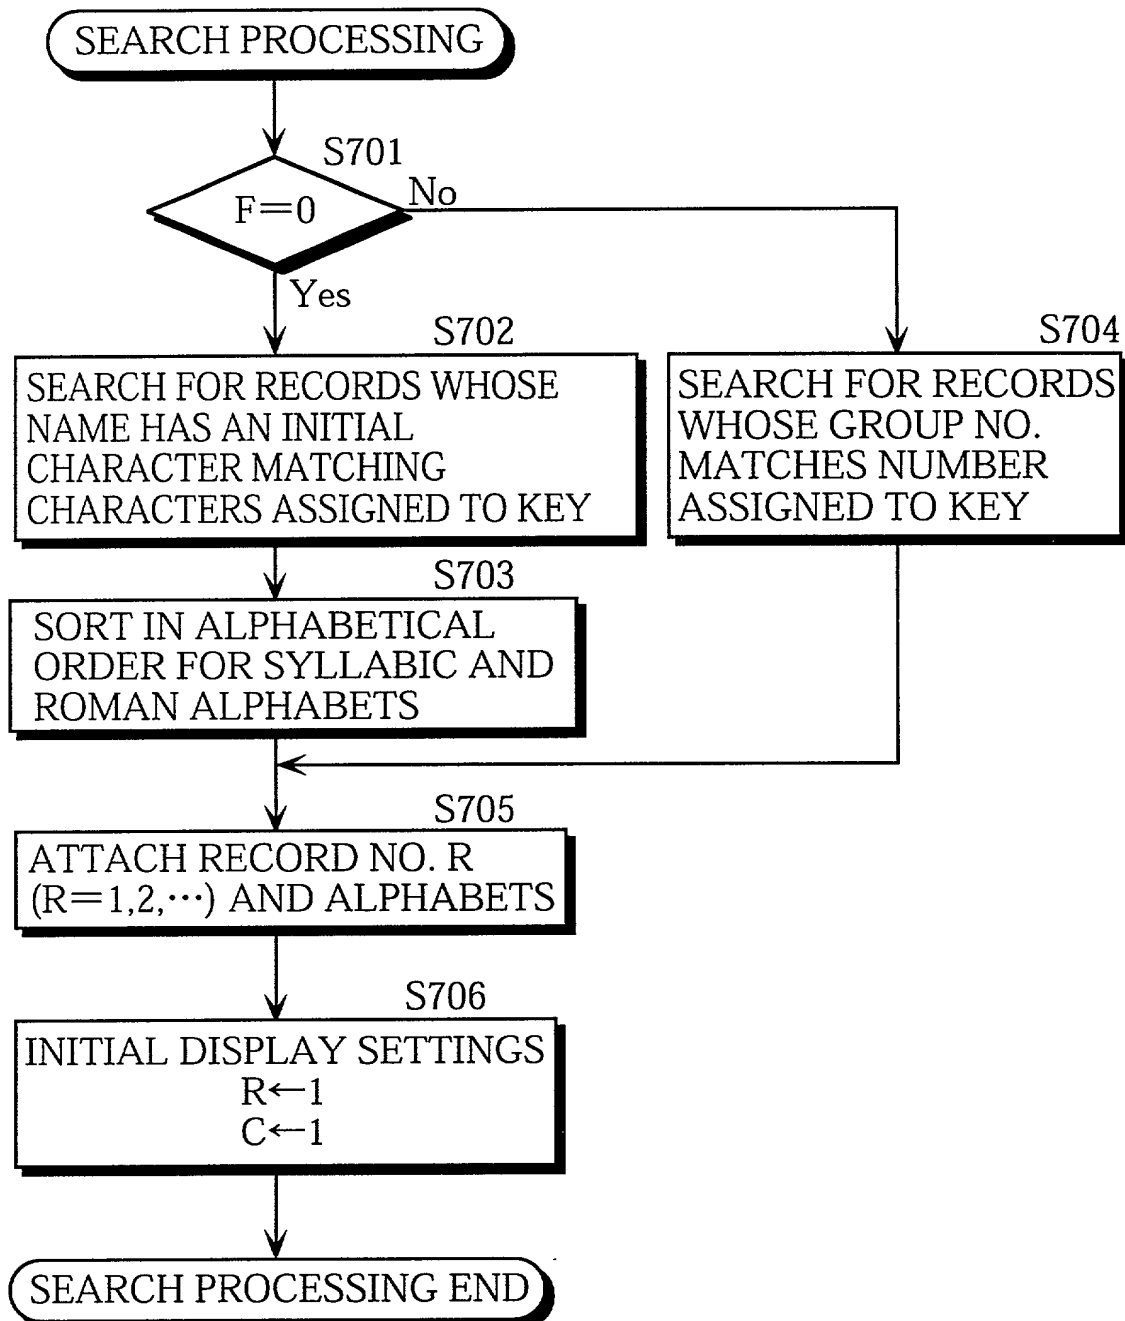 SEARCH PROCESSING
S701
F=0
No
Yes
S702
SEARCH FOR RECORDS WHOSE
NAME HAS AN INITIAL
CHARACTER MATCHING
CHARACTERS ASSIGNED TO KEY
S704
SEARCH FOR RECORDS
WHOSE GROUP NO.
MATCHES NUMBER
ASSIGNED TO KEY
S703
SORT IN ALPHABETICAL
ORDER FOR SYLLABIC AND
ROMAN ALPHABETS
S705
ATTACH RECORD NO. R
(R=1,2,⋯) AND ALPHABETS
S706
INITIAL DISPLAY SETTINGS
R←1
C←1
SEARCH PROCESSING END